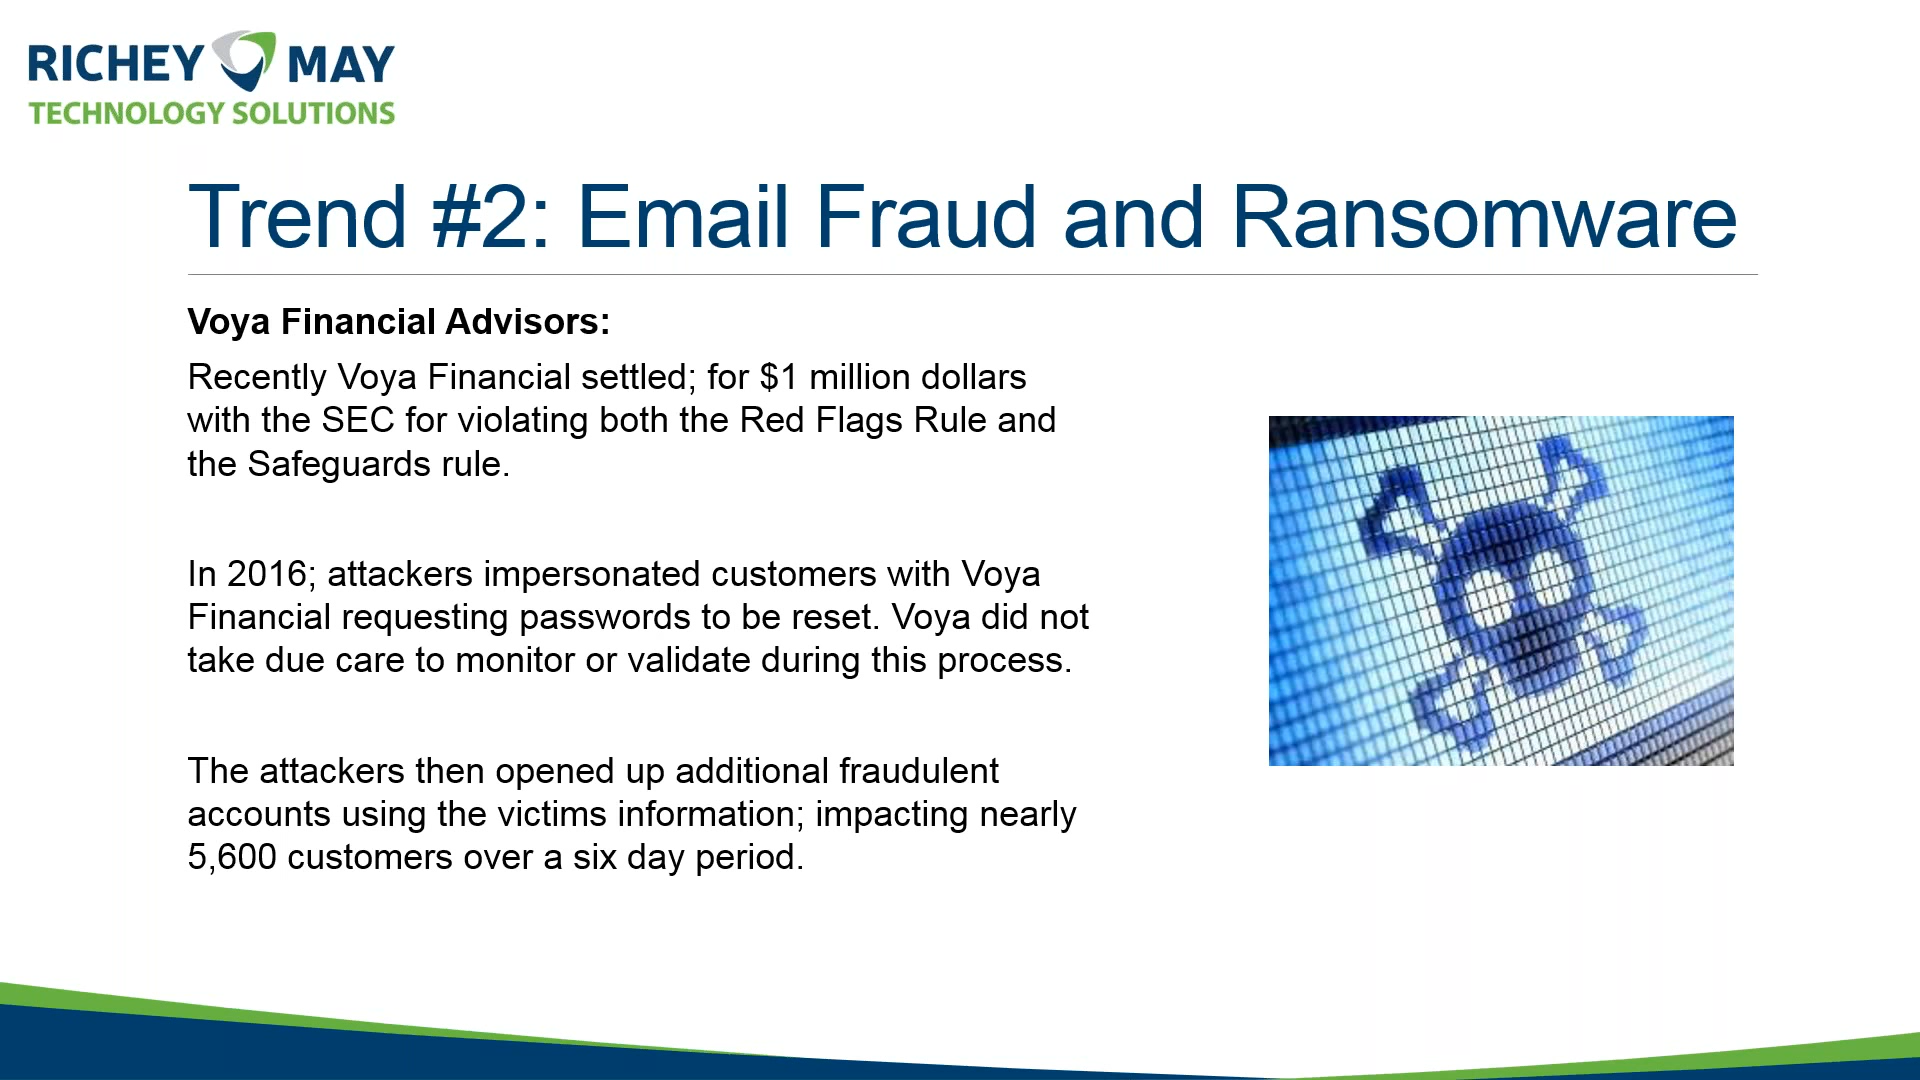 RICHEY MAY
TECHNOLOGY SOLUTIONS
Trend #2: Email Fraud and Ransomware
Voya Financial Advisors:
Recently Voya Financial settled; for $1 million dollars
with the SEC for violating both the Red Flags Rule and
the Safeguards rule.
In 2016; attackers impersonated customers with Voya
Financial requesting passwords to be reset. Voya did not
take due care to monitor or validate during this process.
The attackers then opened up additional fraudulent
accounts using the victims information; impacting nearly
5,600 customers over a six day period.